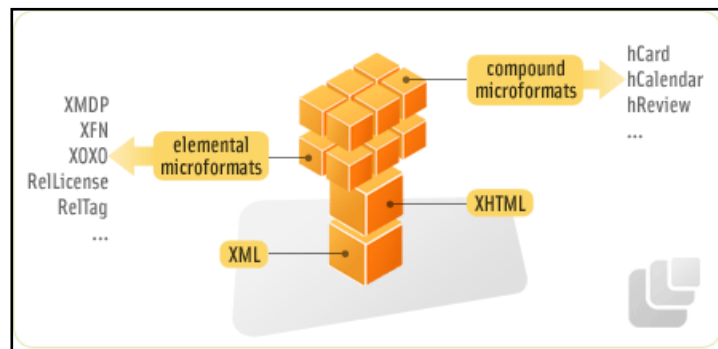 compound
microformats
hCard
hCalendar
hReview
...
XMDP
XFN
XOXO
RelLicense
RelTag
...
elemental
microformats
XHTML
XML